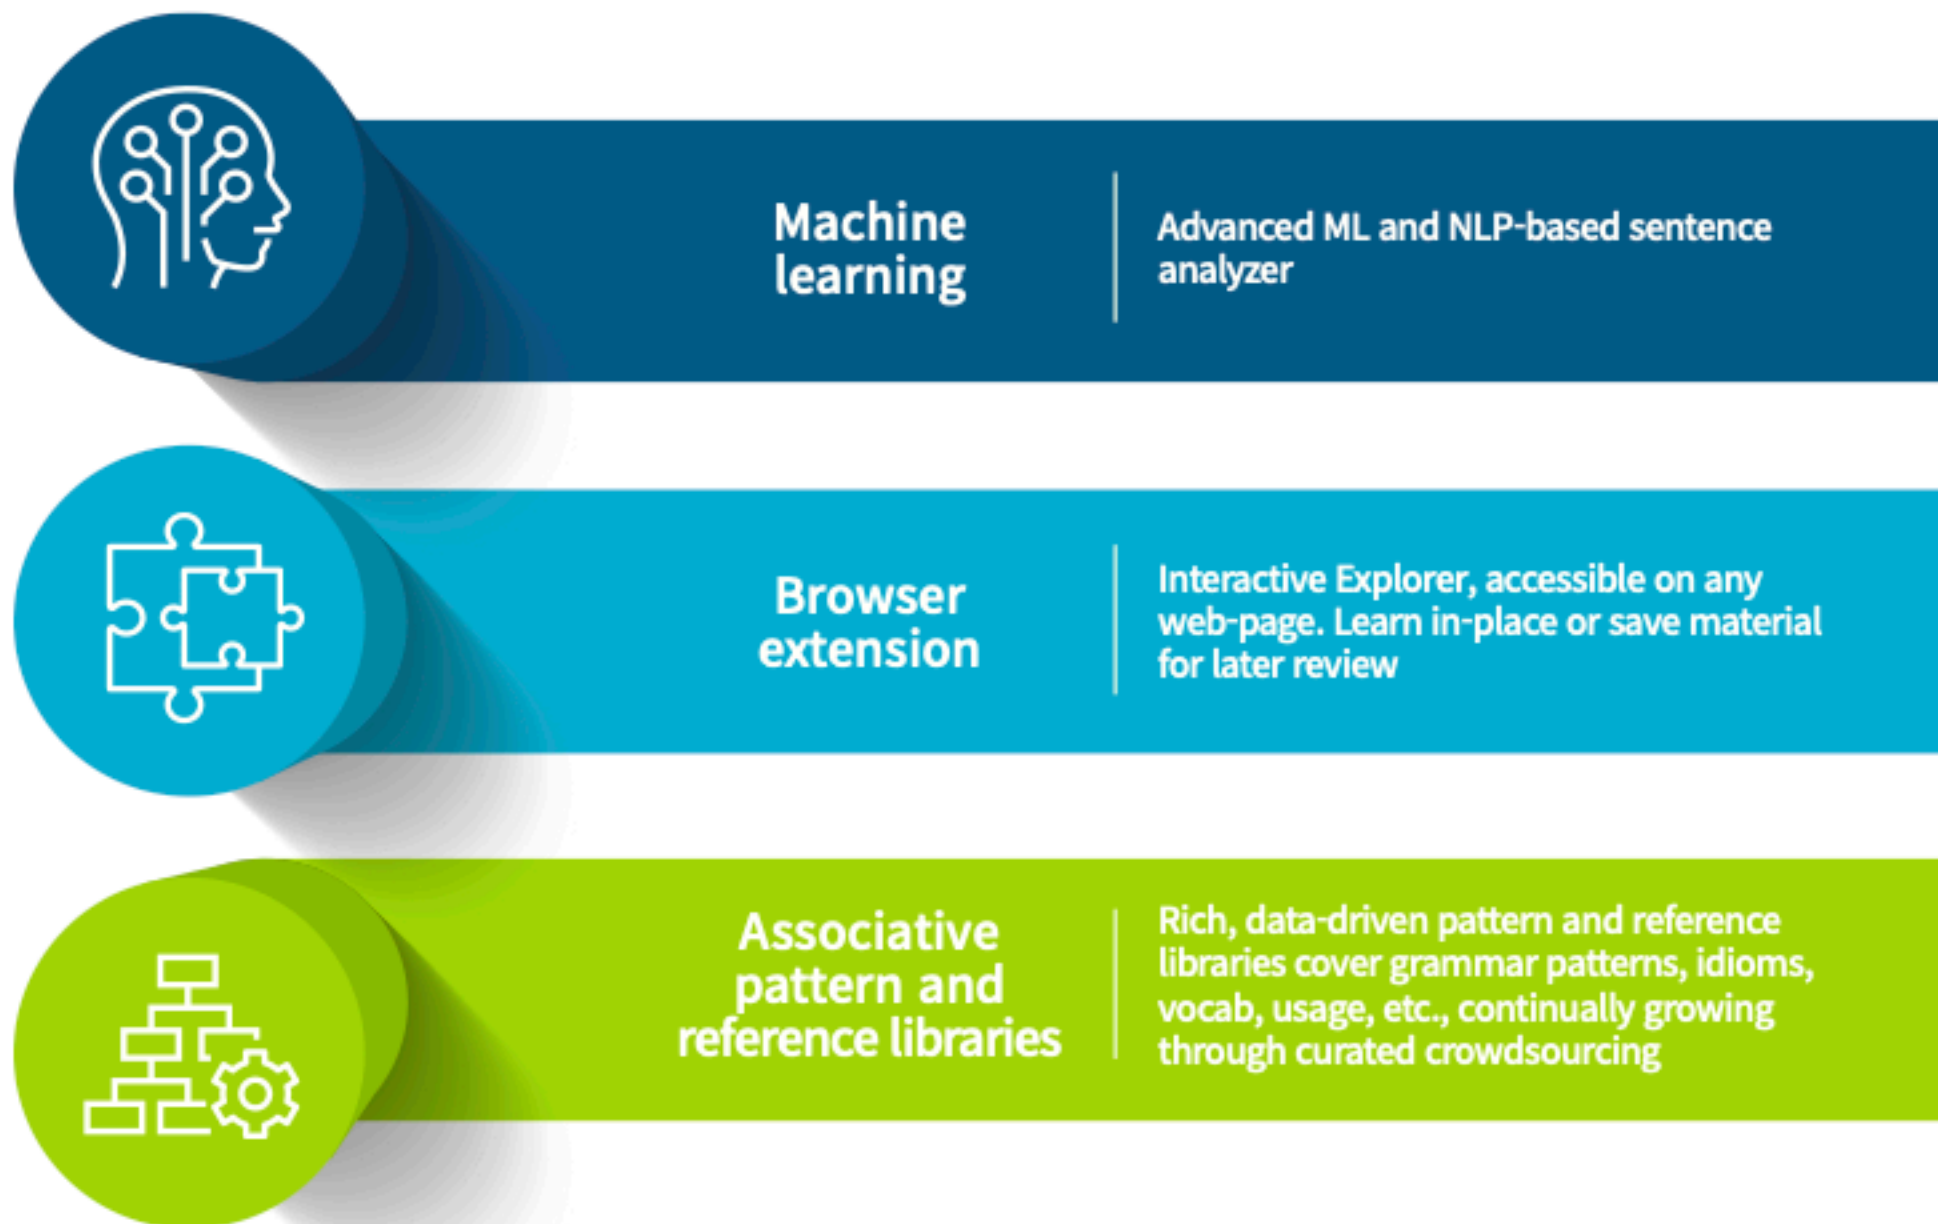 Machine
learning
Advanced ML and NLP-based sentence
analyzer
Browser
extension
Interactive Explorer, accessible on any
web-page. Learn in-place or save material
for later review
Associative
pattern and
reference libraries
Rich, data-driven pattern and reference
libraries cover grammar patterns, idioms,
vocab, usage, etc., continually growing
through curated crowdsourcing